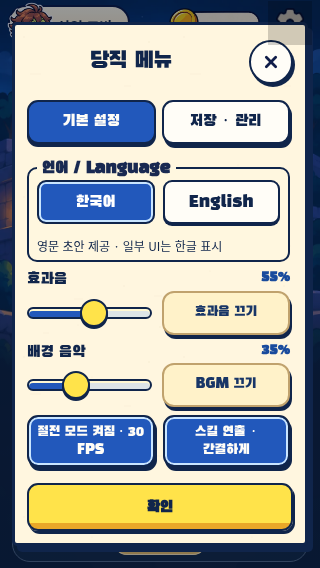 당직 메뉴
기본 설정
저장 · 관리
언어 / Language
한국어
English
영문 초안 제공 · 일부 UI는 한글 표시
효과음
55%
효과음 끄기
배경 음악
35%
BGM 끄기
절전 모드 켜짐 · 30
FPS
스킬 연출 ·
간결하게
확인